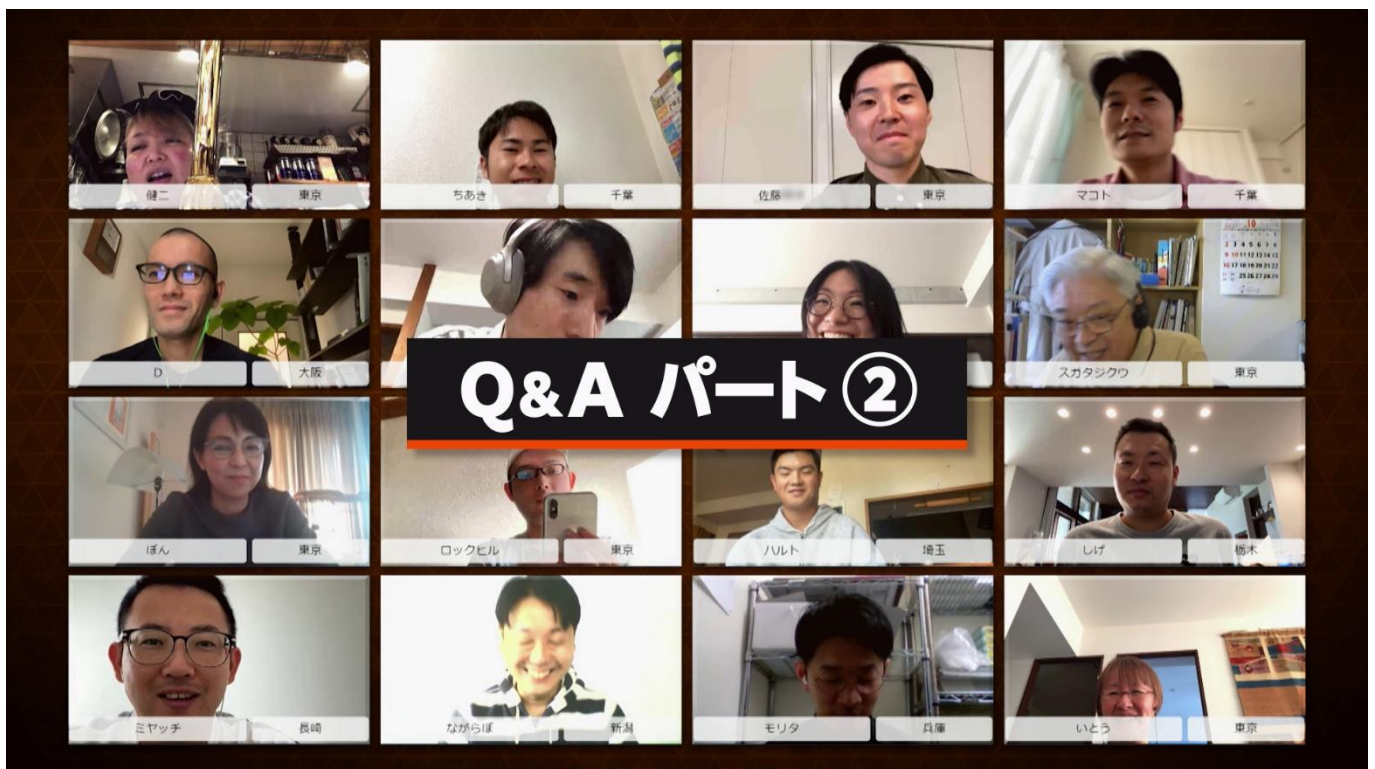 健二 東京
ちあき 千葉
佐藤 東京
マコト 千葉
D 大阪
スガタジクウ 東京
Q&A パート②
ぽん 東京
ロックヒル 東京
ハルト 埼玉
しげ 栃木
ミヤッチ 長崎
ながらぼ 新潟
モリタ 兵庫
いとう 東京